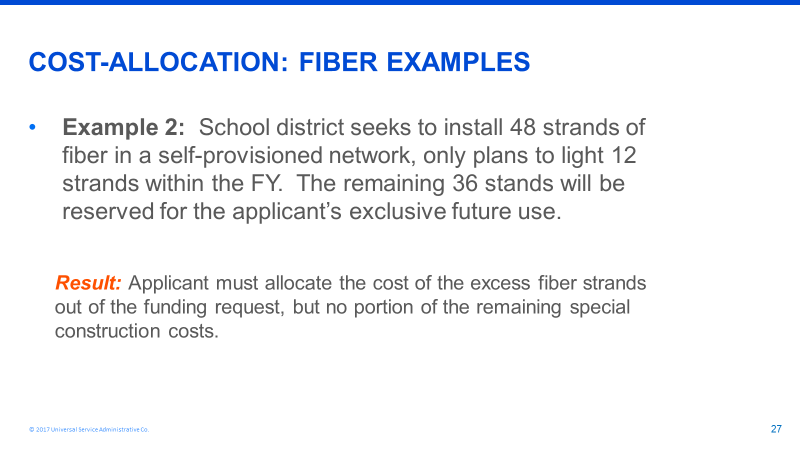 COST-ALLOCATION: FIBER EXAMPLES
• Example 2: School district seeks to install 48 strands of
fiber in a self-provisioned network, only plans to light 12
strands within the FY. The remaining 36 stands will be
reserved for the applicant's exclusive future use.
Result: Applicant must allocate the cost of the excess fiber strands
out of the funding request, but no portion of the remaining special
construction costs.
© 2017 Universal Service Administrative Co.
27